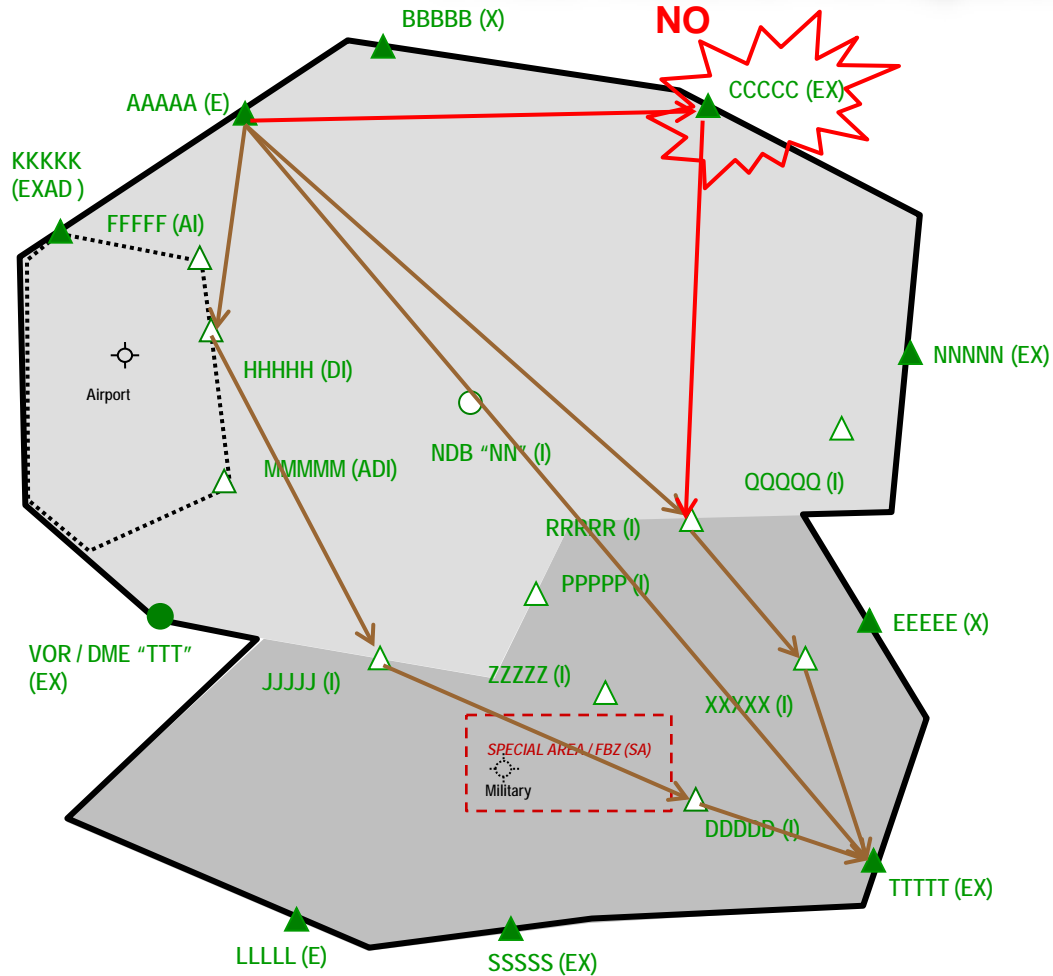 BBBBB (X)
NO
CCCCC (EX)
AAAAA (E)
KKKKK
(EXAD )
FFFFF (AI)
HHHHH (DI)
NNNNN (EX)
Airport
NDB “NN” (I)
MMMMM (ADI)
QQQQQ (I)
RRRRR (I)
PPPPP (I)
EEEEE (X)
VOR / DME “TTT”
(EX)
JJJJJ (I)
ZZZZZ (I)
XXXXX (I)
SPECIAL AREA / FBZ (SA)
Military
DDDDD (I)
TTTTT (EX)
LLLLL (E)
SSSSS (EX)